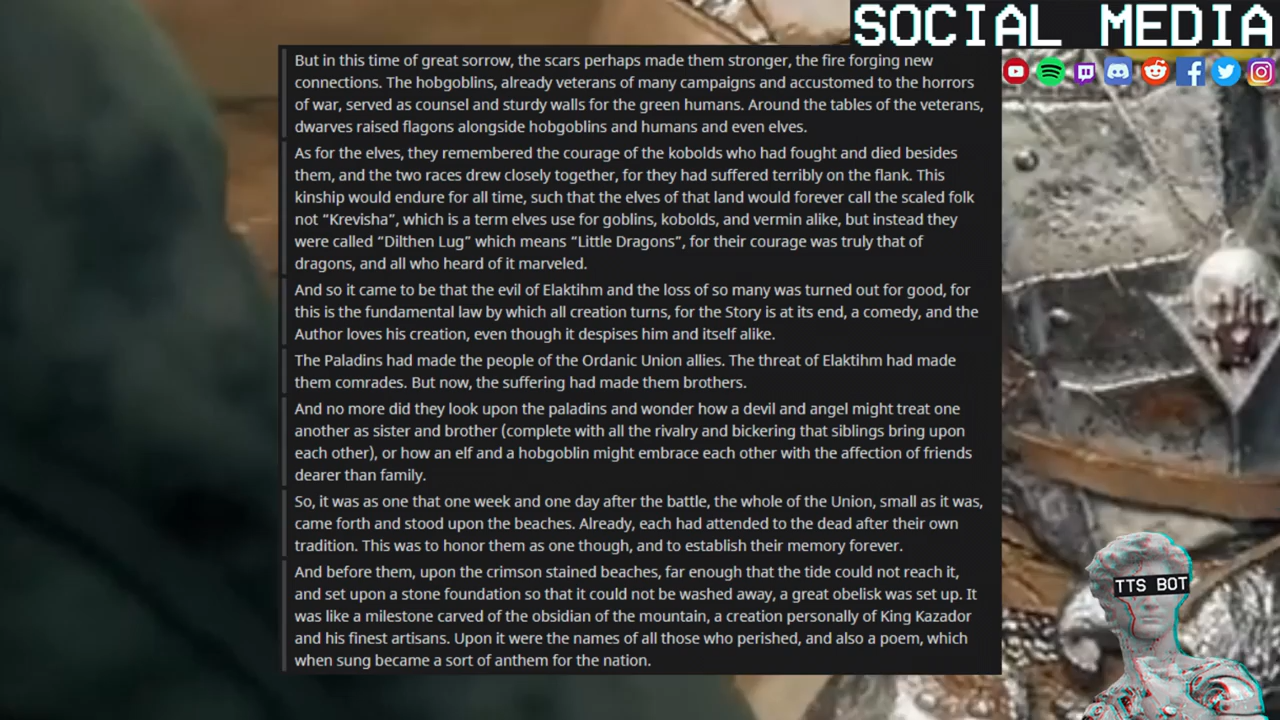 SOCIAL MEDIA
But in this time of great sorrow, the scars perhaps made them stronger, the fire forging new
connections. The hobgoblins, already veterans of many campaigns and accustomed to the horrors
of war, served as counsel and sturdy walls for the green humans. Around the tables of the veterans,
dwarves raised flagons alongside hobgoblins and humans and even elves.
As for the elves, they remembered the courage of the kobolds who had fought and died besides
them, and the two races drew closely together, for they had suffered terribly on the flank. This
kinship would endure for all time, such that the elves of that land would forever call the scaled folk
not “Krevisha”, which is a term elves use for goblins, kobolds, and vermin alike, but instead they
were called “Dilthen Lug” which means “Little Dragons”, for their courage was truly that of
dragons, and all who heard of it marveled.
And so it came to be that the evil of Elaktihm and the loss of so many was turned out for good, for
this is the fundamental law by which all creation turns, for the Story is at its end, a comedy, and the
Author loves his creation, even though it despises him and itself alike.
The Paladins had made the people of the Ordanic Union allies. The threat of Elaktihm had made
them comrades. But now, the suffering had made them brothers.
And no more did they look upon the paladins and wonder how a devil and angel might treat one
another as sister and brother (complete with all the rivalry and bickering that siblings bring upon
each other), or how an elf and a hobgoblin might embrace each other with the affection of friends
dearer than family.
So, it was as one that one week and one day after the battle, the whole of the Union, small as it was,
came forth and stood upon the beaches. Already, each had attended to the dead after their own
tradition. This was to honor them as one though, and to establish their memory forever.
And before them, upon the crimson stained beaches, far enough that the tide could not reach it,
and set upon a stone foundation so that it could not be washed away, a great obelisk was set up. It
was like a milestone carved of the obsidian of the mountain, a creation personally of King Kazador
and his finest artisans. Upon it were the names of all those who perished, and also a poem, which
when sung became a sort of anthem for the nation.
TTS BOT